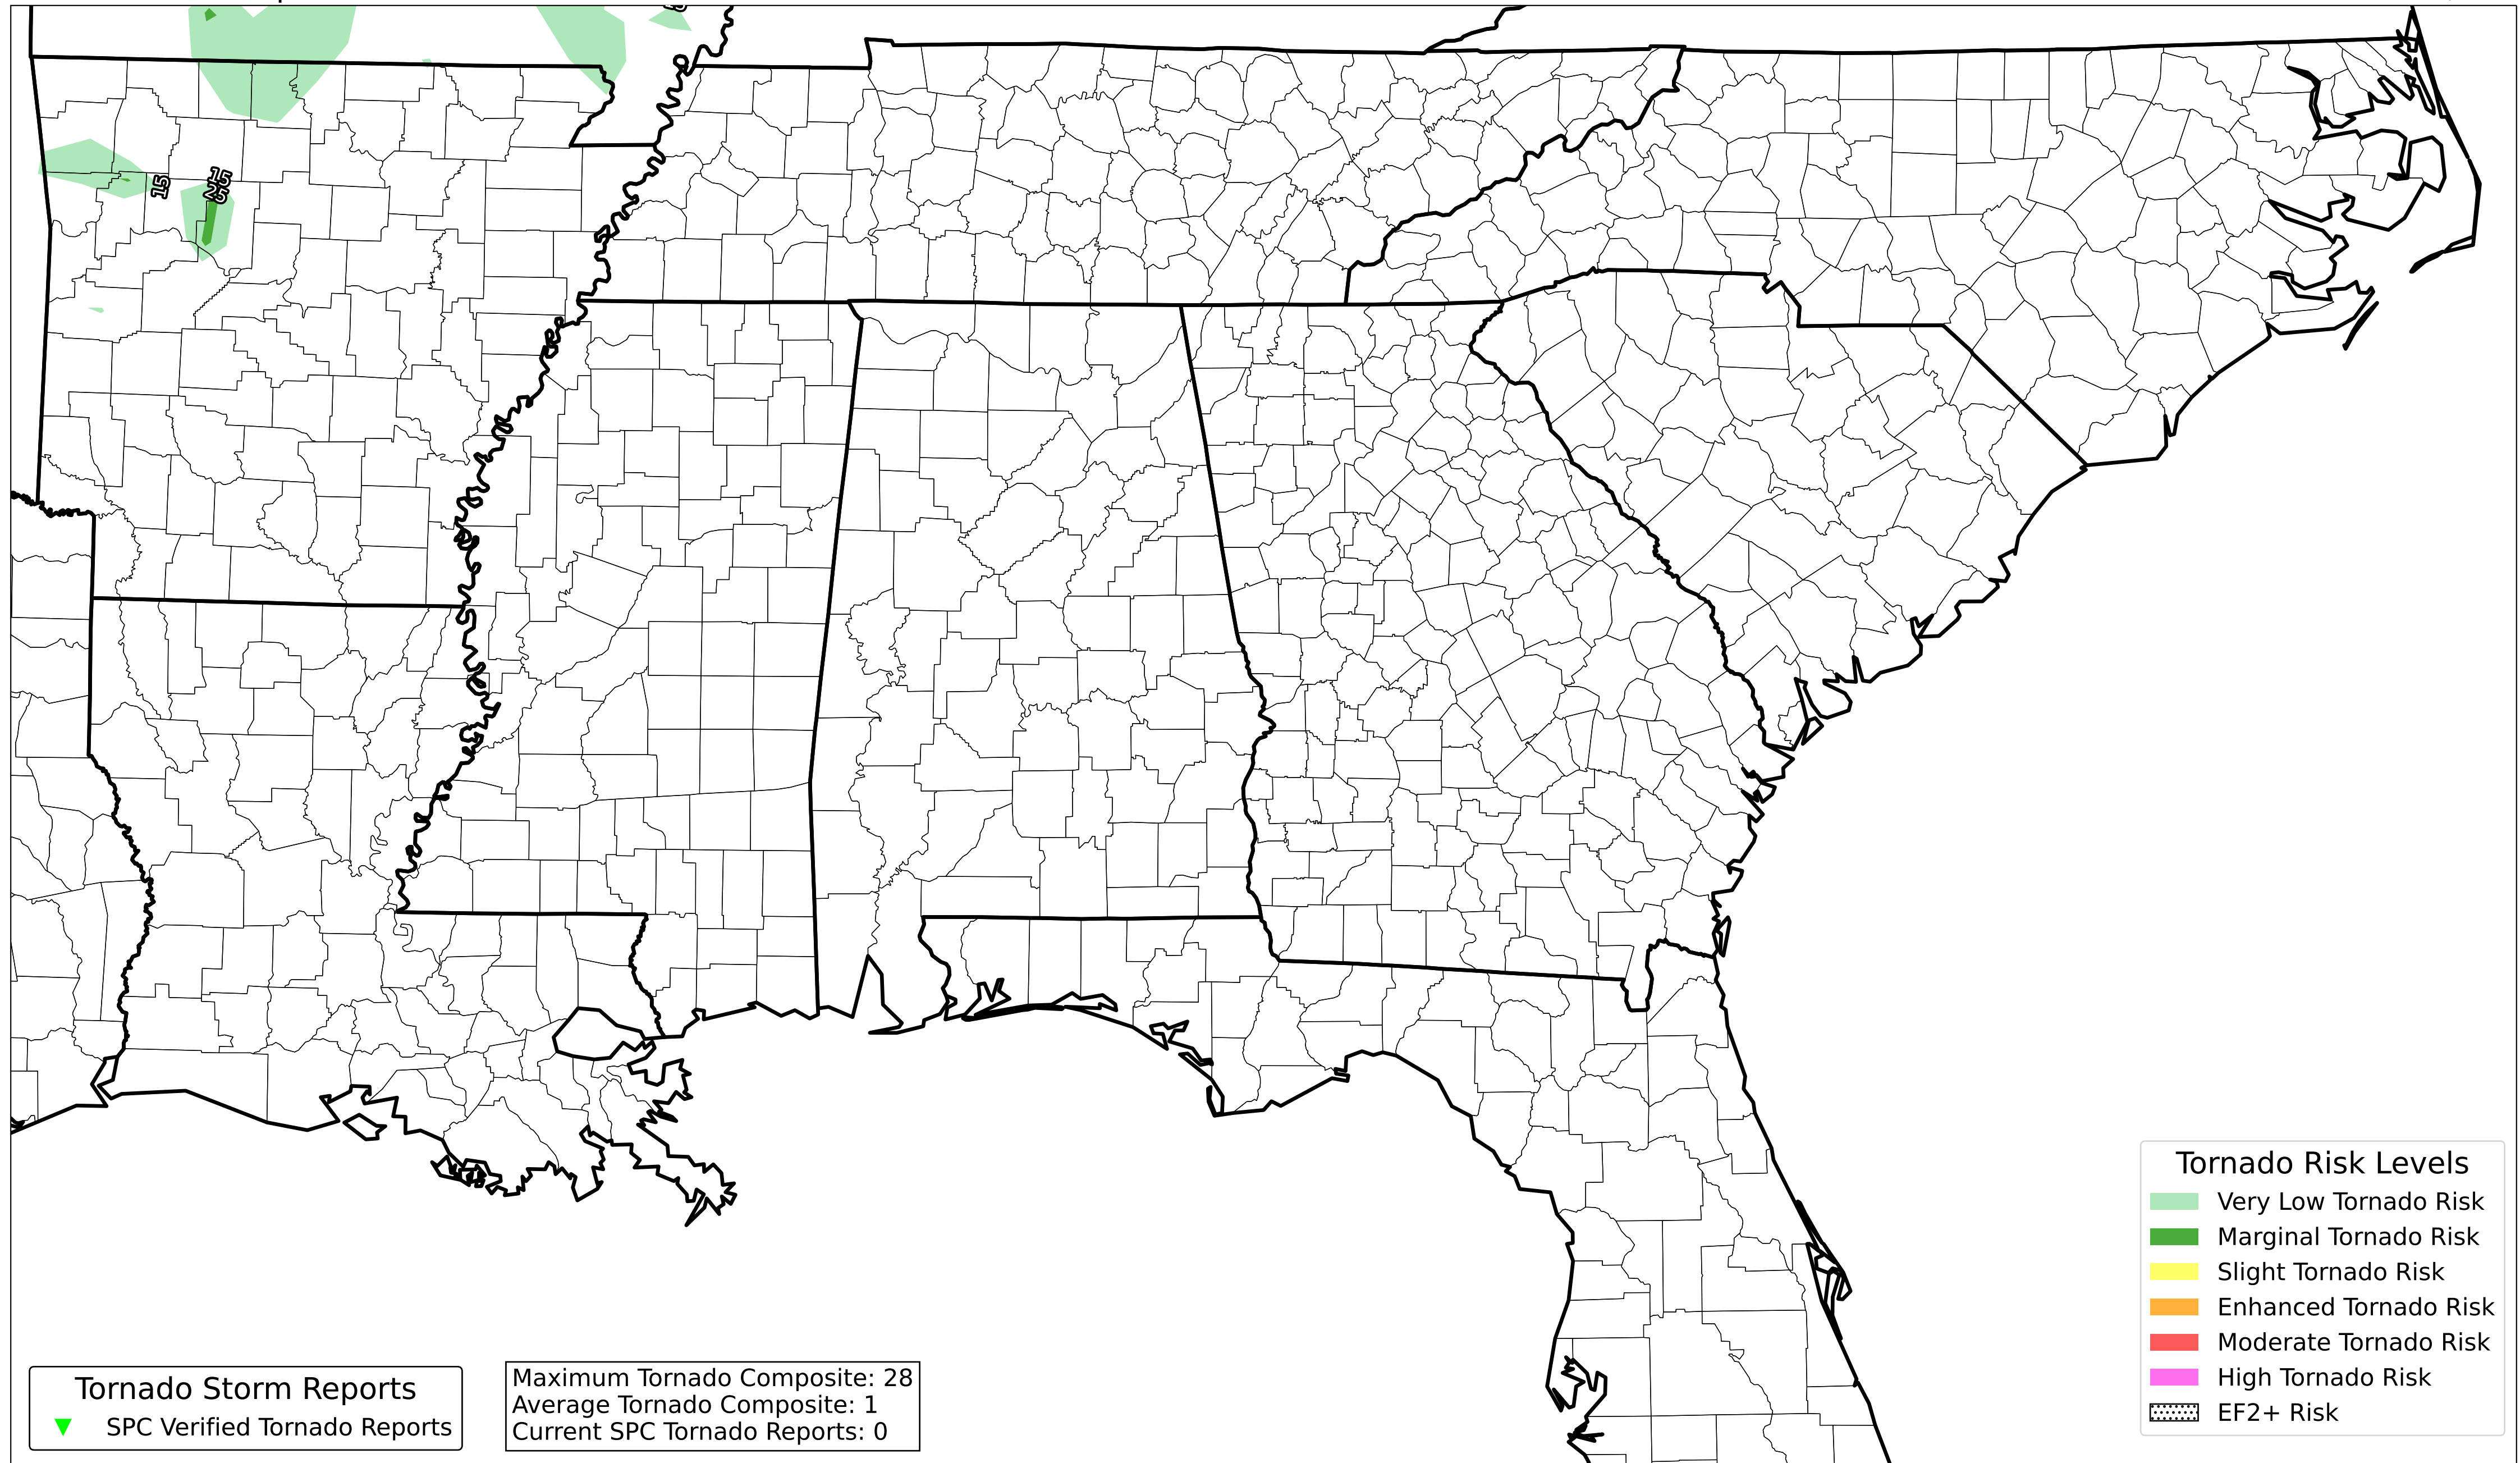 15
15
25
Tornado Risk Levels
Very Low Tornado Risk
Marginal Tornado Risk
Slight Tornado Risk
Enhanced Tornado Risk
Moderate Tornado Risk
High Tornado Risk
EF2+ Risk
Tornado Storm Reports
SPC Verified Tornado Reports
Maximum Tornado Composite: 28
Average Tornado Composite: 1
Current SPC Tornado Reports: 0